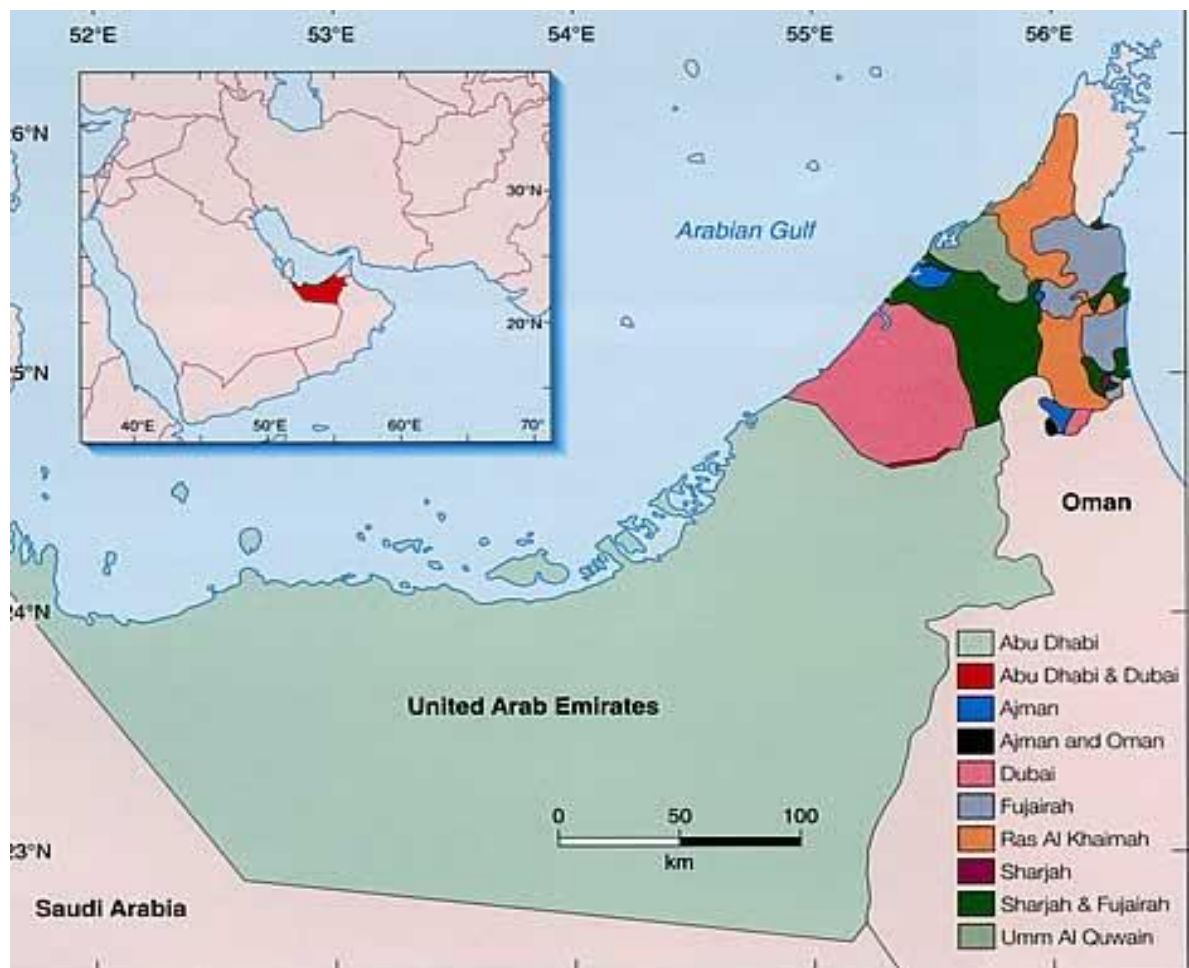 52°E 53°E 54°E 55°E 56°E
6°N
30°N
Arabian Gulf
20°N
5°N
40°E 50°E 60°E 70°
Oman
24°N
Abu Dhabi
Abu Dhabi & Dubai
United Arab Emirates
Ajman
Ajman and Oman
Dubai
0 50 100
km
Fujairah
Ras Al Khaimah
23°N
Sharjah
Saudi Arabia
Sharjah & Fujairah
Umm Al Quwain